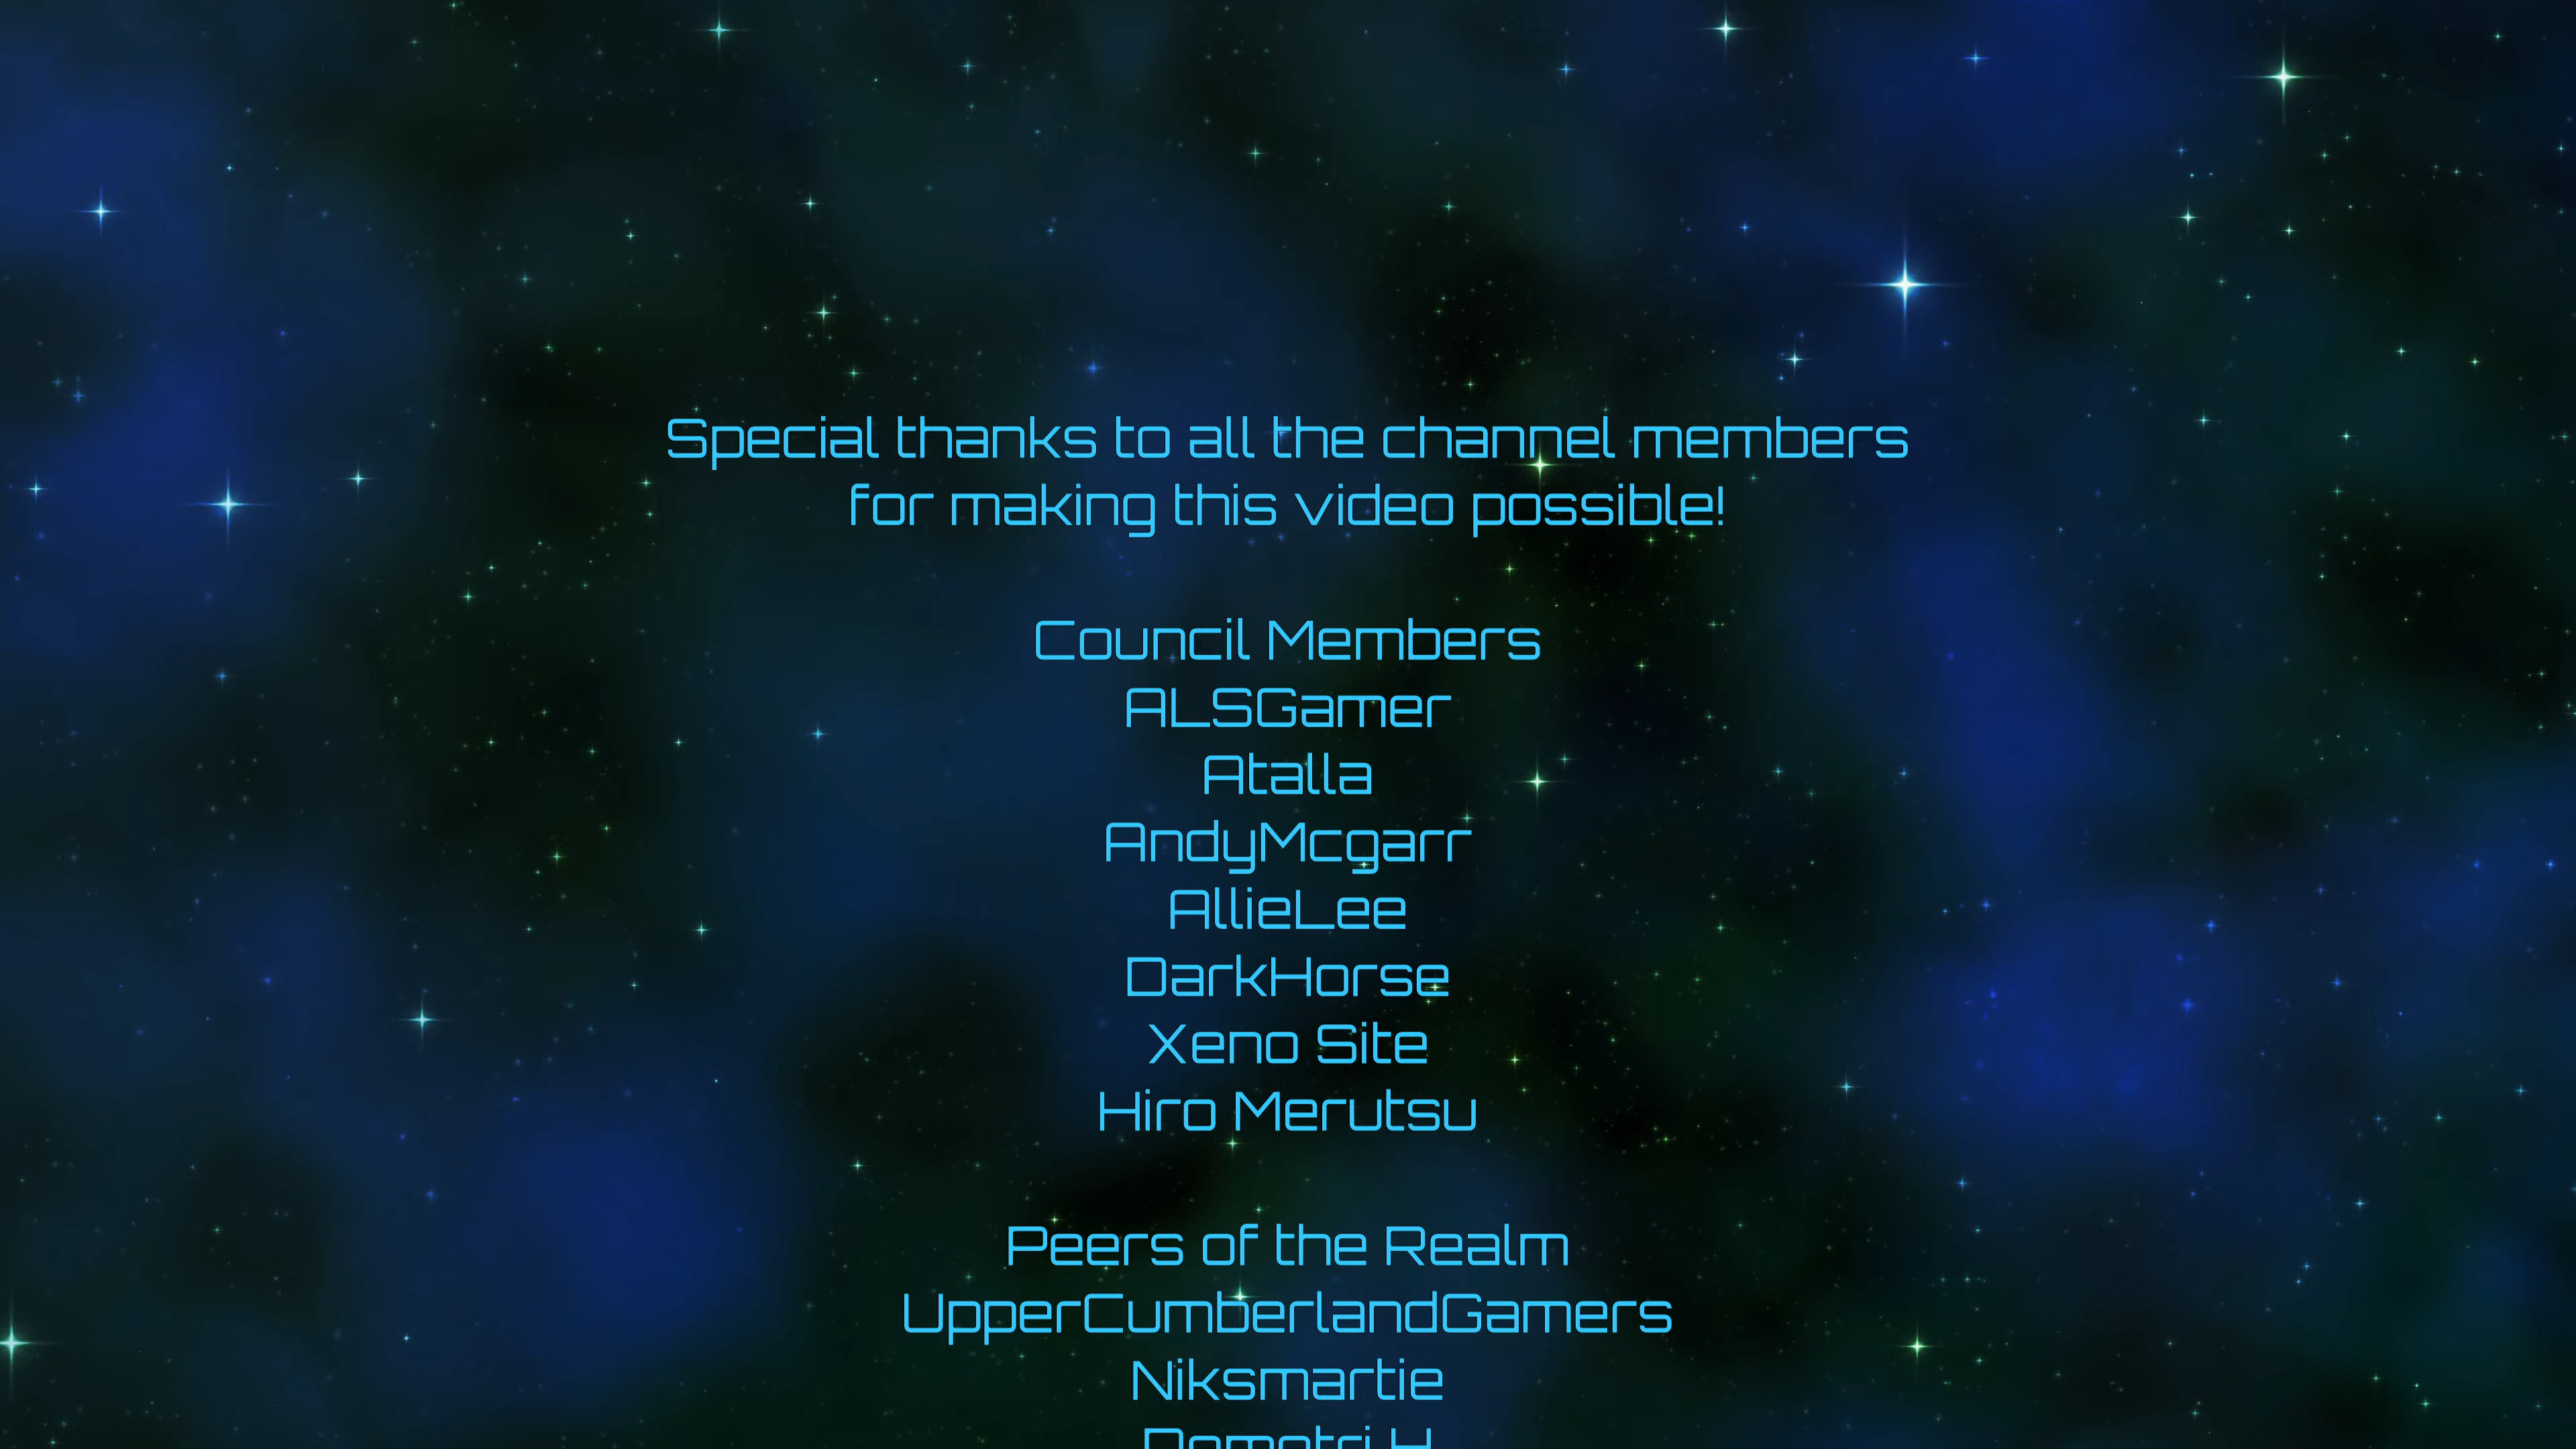 Special thanks to all the channel members
for making this video possible!
Council Members
ALSGamer
Atalla
AndyMcgarr
AllieLee
DarkHorse
Xeno Site
Hiro Merutsu
Peers of the Realm
UpperCumberlandGamers
Niksmartie